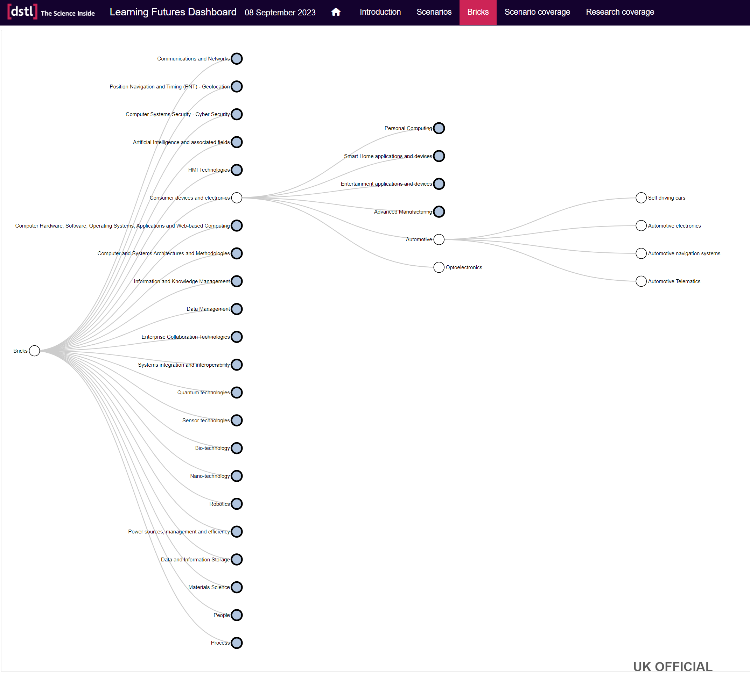 [dstl] The Science Inside
Learning Futures Dashboard 08 September 2023 Introduction Scenarios Bricks Scenario coverage Research coverage
Communications and Networks
Position Navigation and Timing (PNT) - Geolocation
Computer Systems Security - Cyber Security
Artificial Intelligence and associated fields
HMI Technologies
Consumer devices and electronics
Computer Hardware, Software, Operating Systems, Applications and Web-based Computing
Computer and Systems Architectures and Methodologies
Information and Knowledge Management
Data Management
Enterprise Collaboration Technologies
Bricks
Systems integration and interoperability
Quantum technologies
Sensor technologies
Bio-technology
Nano-technology
Robotics
Power sources, management and efficiency
Data and Information Storage
Materials Science
People
Process
Personal Computing
Smart Home applications and devices
Entertainment applications and devices
Advanced Manufacturing
Automotive
Optoelectronics
Self driving cars
Automotive electronics
Automotive navigation systems
Automotive Telematics
UK OFFICIAL